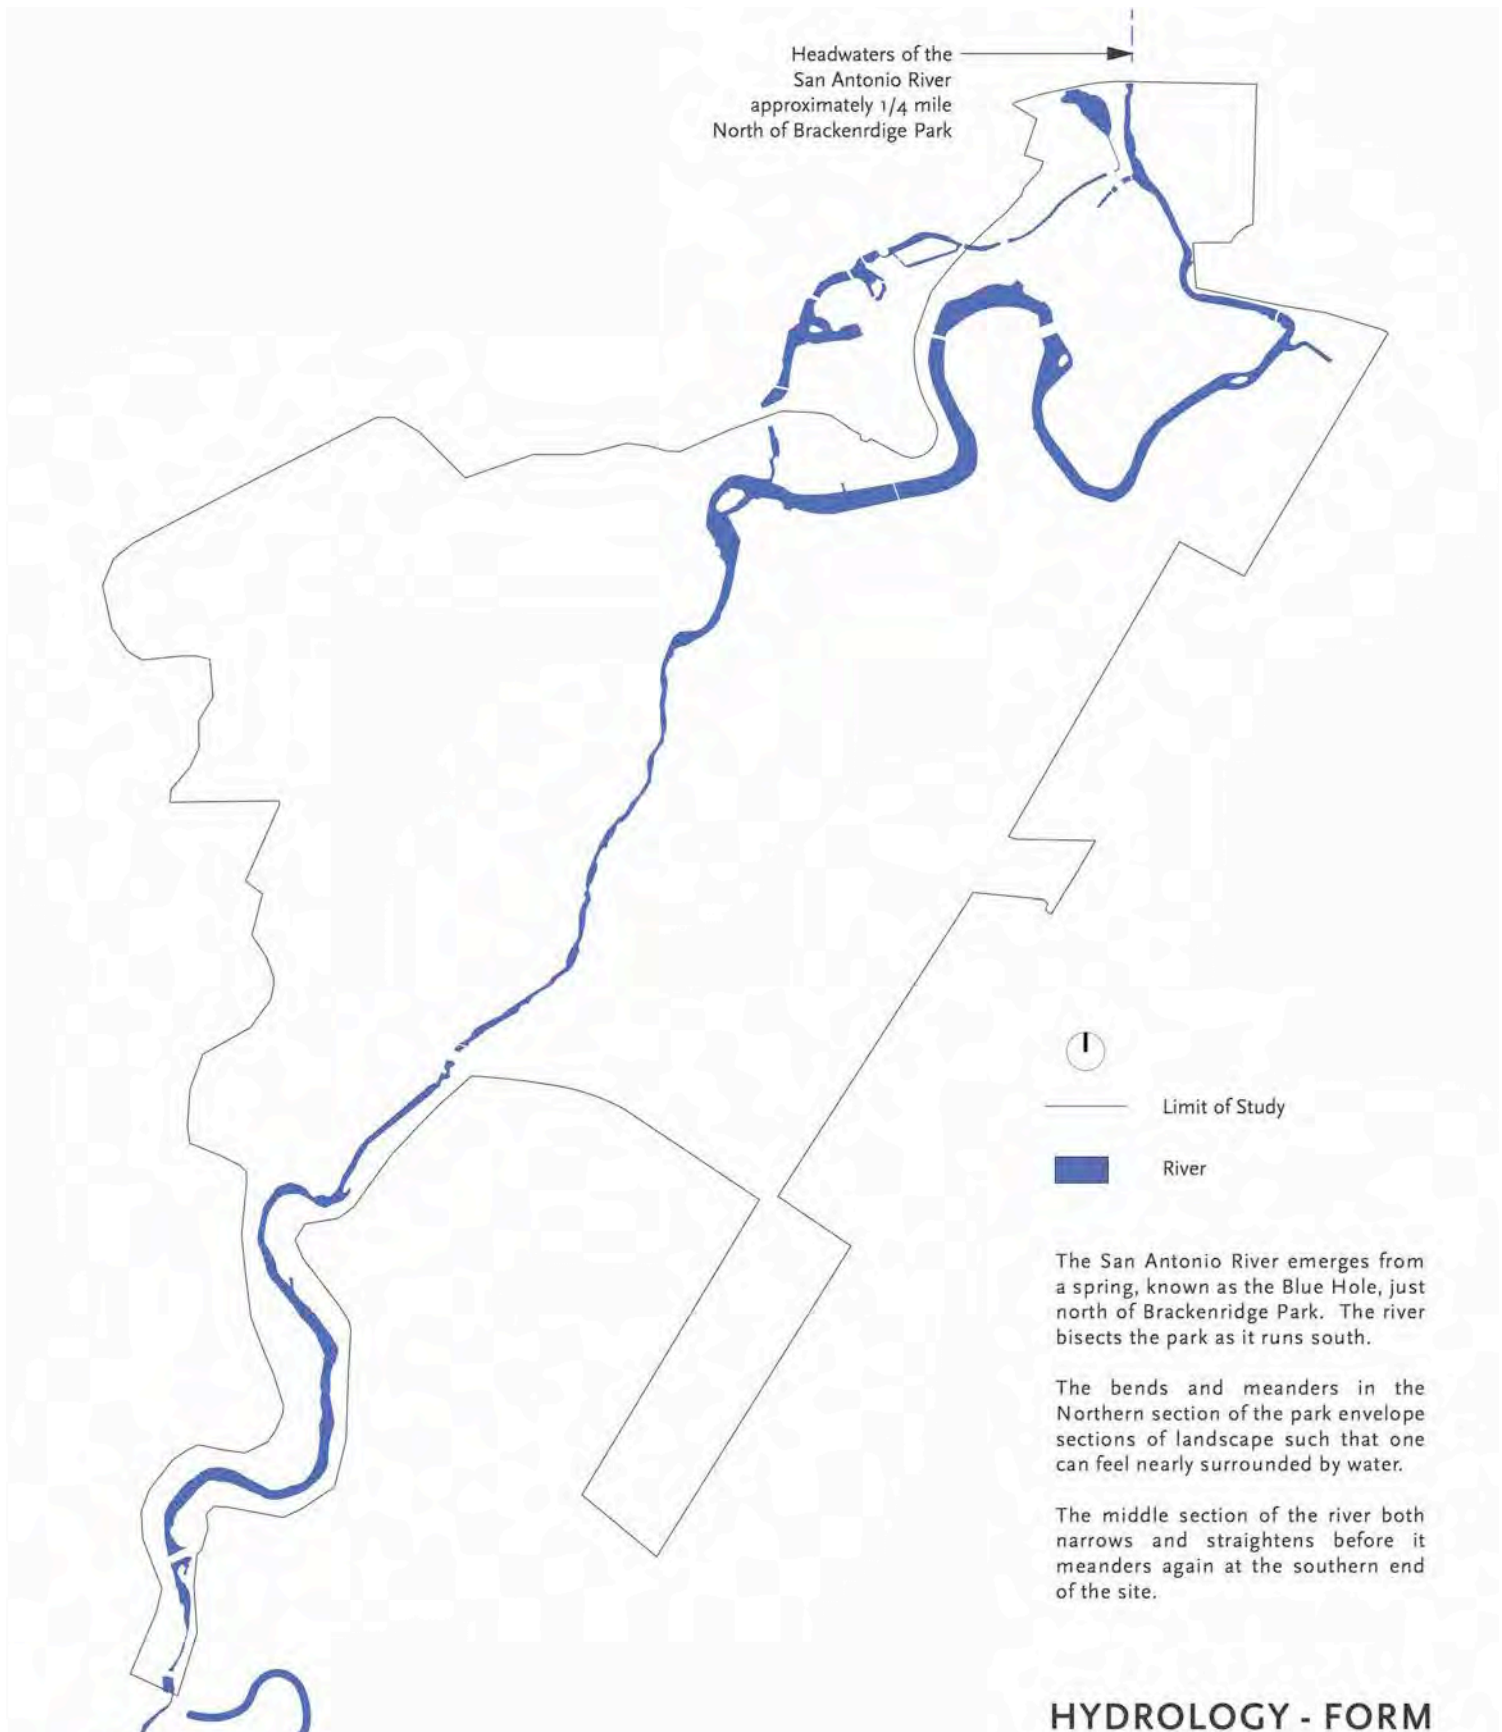 Headwaters of the
San Antonio River
approximately 1/4 mile
North of Brackenrdige Park
Limit of Study
River
The San Antonio River emerges from
a spring, known as the Blue Hole, just
north of Brackenridge Park. The river
bisects the park as it runs south.
The bends and meanders in the
Northern section of the park envelope
sections of landscape such that one
can feel nearly surrounded by water.
The middle section of the river both
narrows and straightens before it
meanders again at the southern end
of the site.
HYDROLOGY - FORM